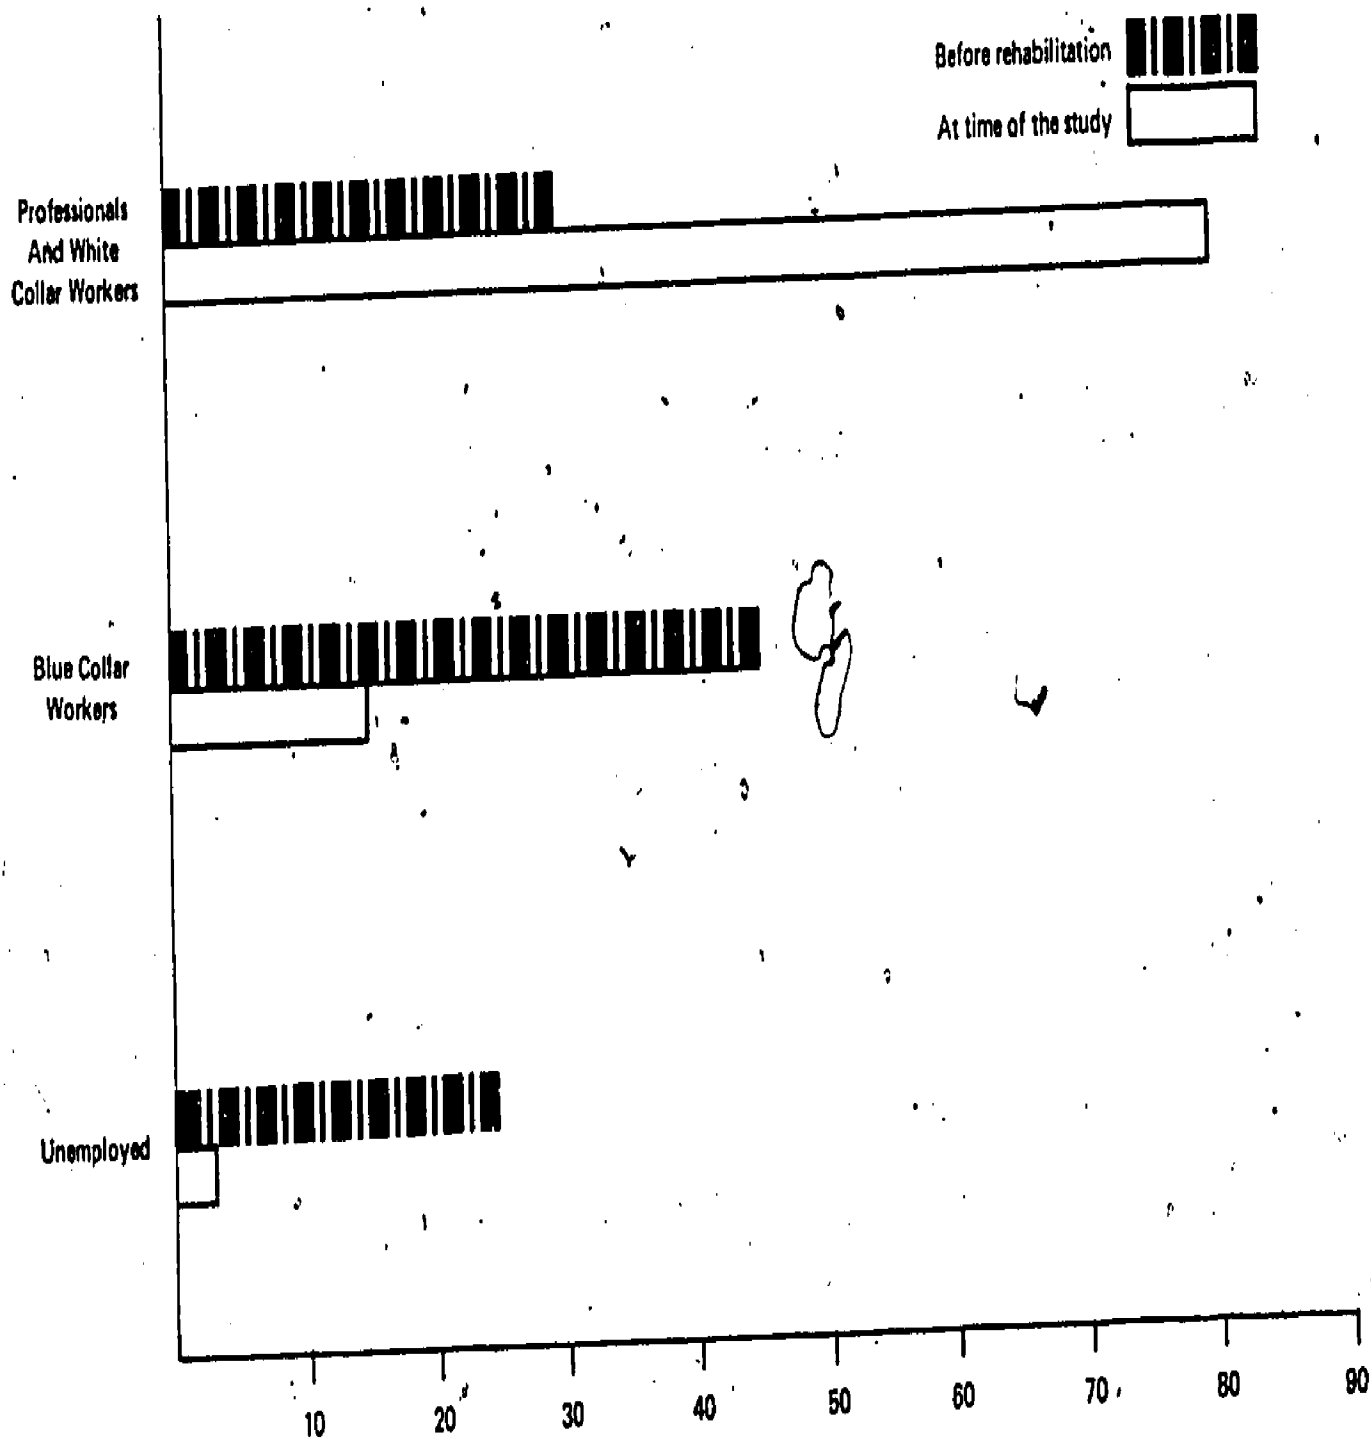 Before rehabilitation
At time of the study
Professionals
And White
Collar Workers
Blue Collar
Workers
Unemployed
10 20 30 40 50 60 70 80 90